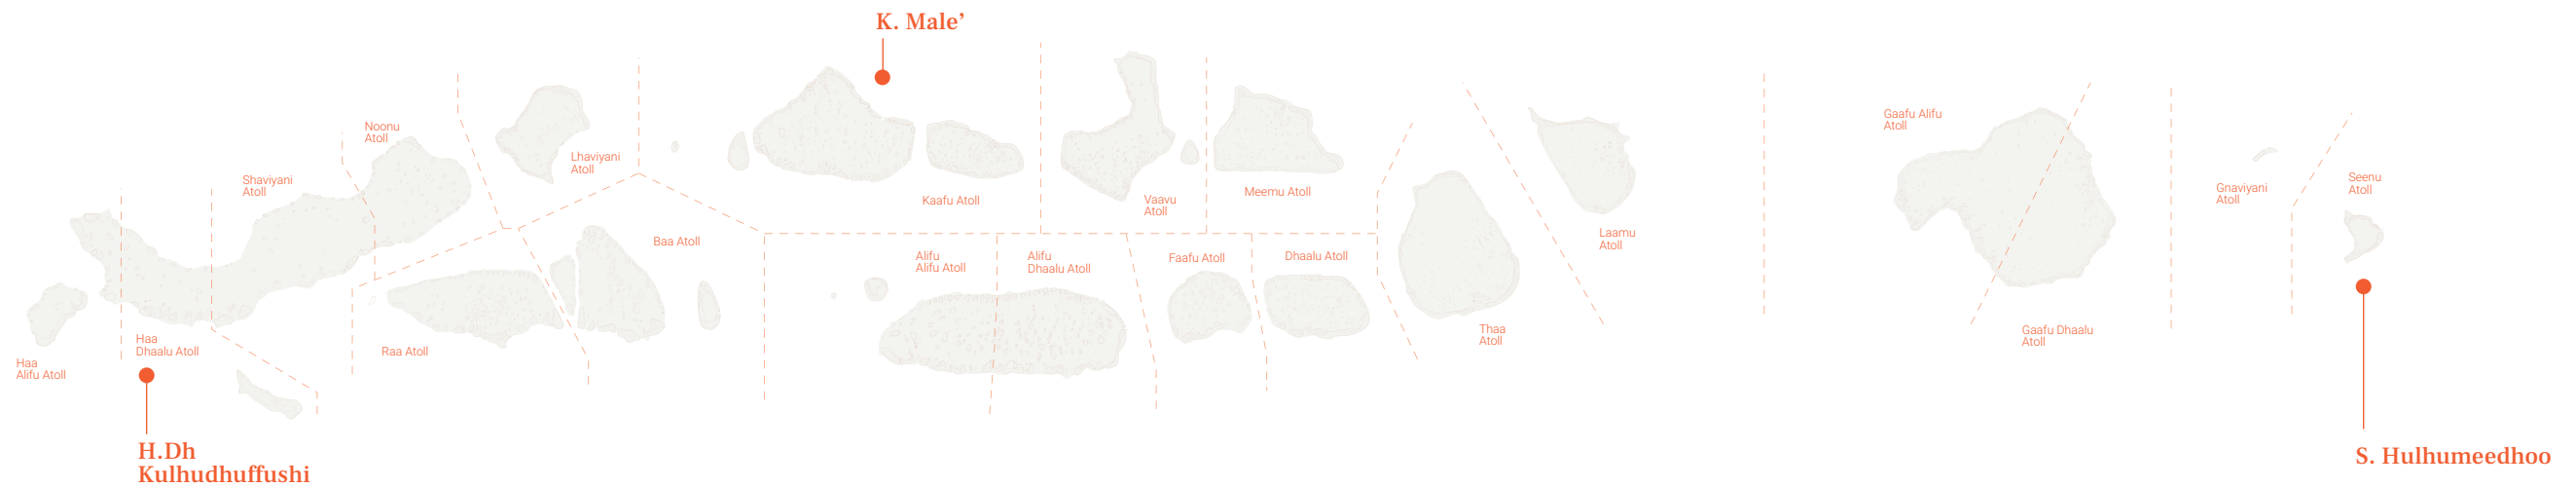 K. Male’
Noonu
Atoll
Shaviyani
Atoll
Lhaviyani
Atoll
Haa
Alifu Atoll
Haa
Dhaalu Atoll
Raa Atoll
Baa Atoll
Kaafu Atoll
Alifu
Alifu Atoll
Alifu
Dhaalu Atoll
Vaavu
Atoll
Meemu Atoll
Faafu Atoll
Dhaalu Atoll
Thaa
Atoll
Laamu
Atoll
Gaafu Alifu
Atoll
Gaafu Dhaalu
Atoll
Gnaviyani
Atoll
Seenu
Atoll
H.Dh
Kulhudhuffushi
S. Hulhumeedhoo